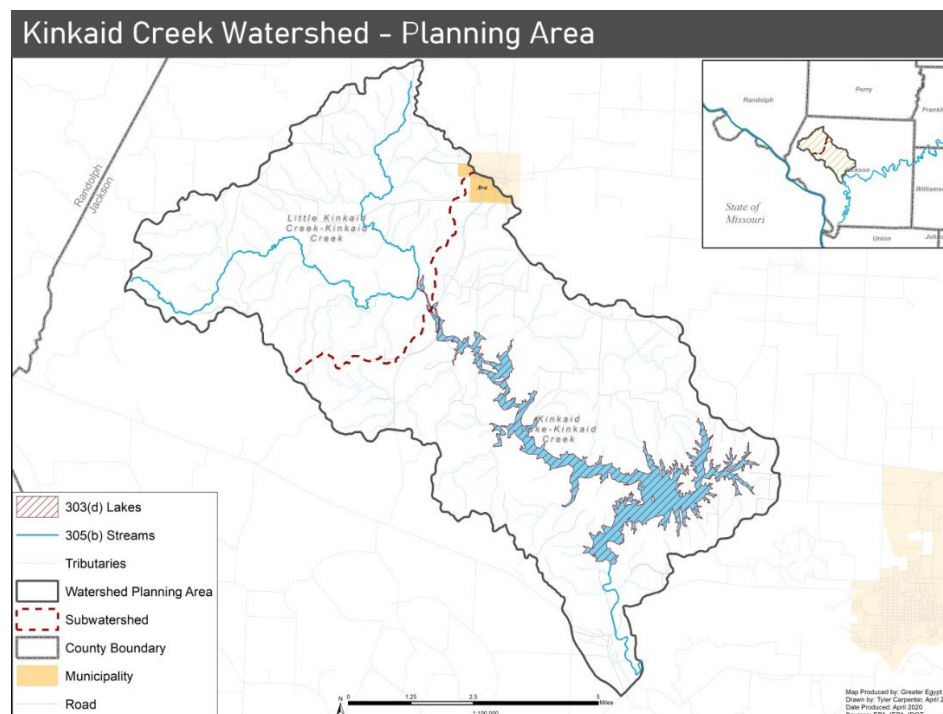 Kinkaid Creek Watershed - Planning Area
Randolph
Jackson
Little Kinkaid
Creek-Kinkaid
Creek
Ava
Kinkaid
Lake-Kinkaid
Creek
Randolph
Perry
Franklin
Jackson
Williamson
State of
Missouri
Union
303(d) Lakes
305(b) Streams
Tributaries
Watershed Planning Area
Subwatershed
County Boundary
Municipality
Road
N
0 1.25 2.5 5
Miles
Map Produced by: Greater Egypt
Drawn by: Tyler Carpenter, April 2
Date Produced: April 2020